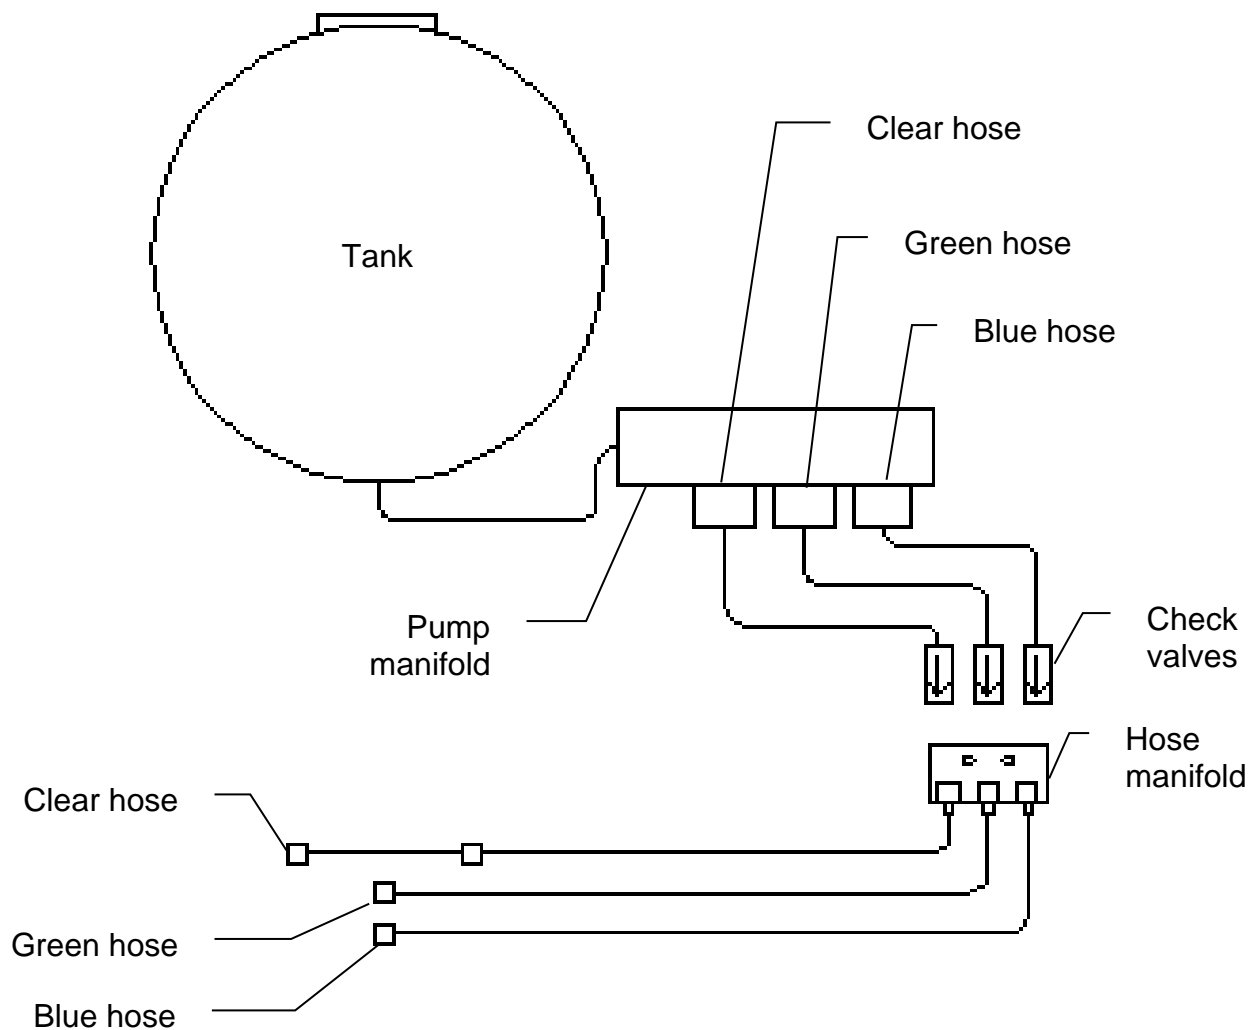 Clear hose
Tank
Green hose
Blue hose
Pump
manifold
Check
valves
Hose
manifold
Clear hose
Green hose
Blue hose